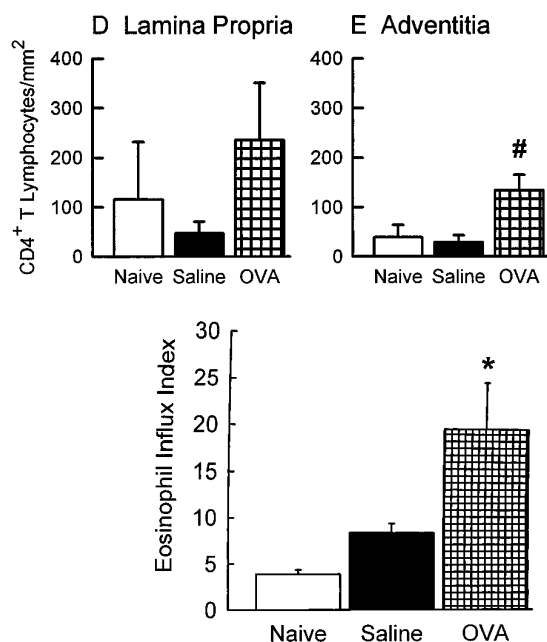 D Lamina Propria
E Adventitia
CD4⁺ T Lymphocytes/mm²
400
300
200
100
0
Naive Saline OVA
400
300
200
100
0
#
Naive Saline OVA
Eosinophil Influx Index
30
25
20
15
10
5
0
*
Naive Saline OVA